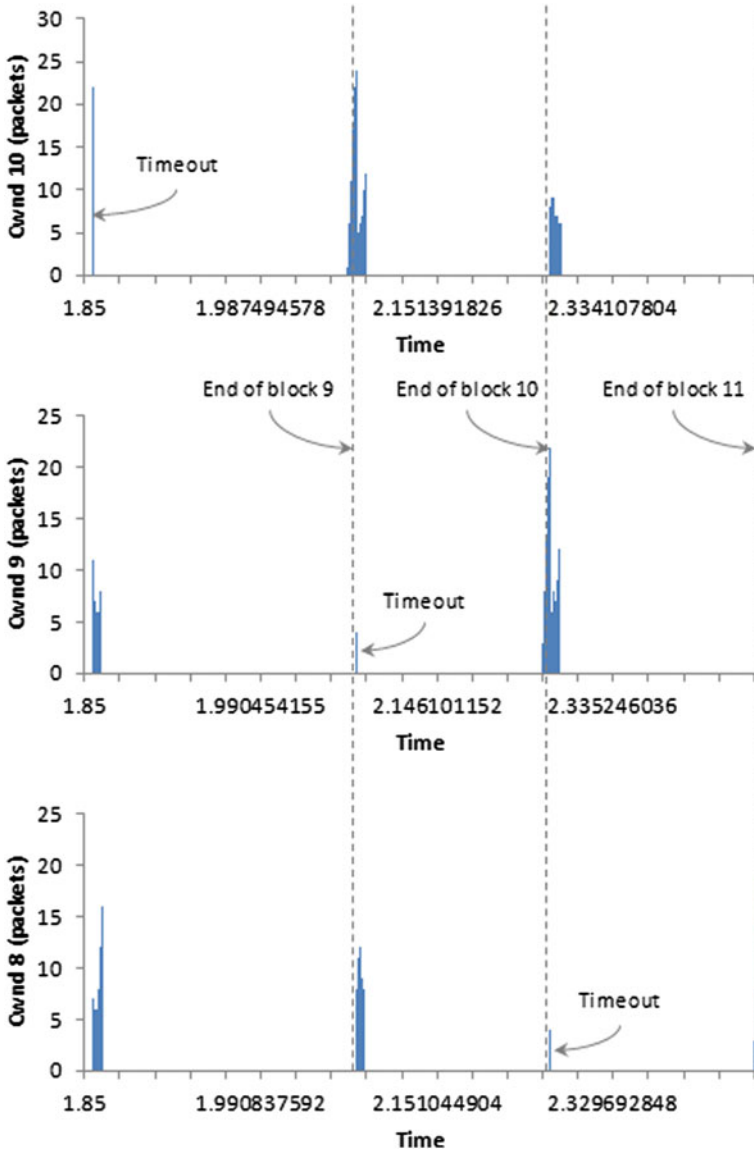 Cwnd 10 (packets)
30
25
20
15
10
5
0
Timeout
1.85 1.987494578 2.151391826 2.334107804
Time
End of block 9 End of block 10 End of block 11
Cwnd 9 (packets)
25
20
15
10
5
0
Timeout
1.85 1.990454155 2.146101152 2.335246036
Time
Cwnd 8 (packets)
25
20
15
10
5
0
Timeout
1.85 1.990837592 2.151044904 2.329692848
Time